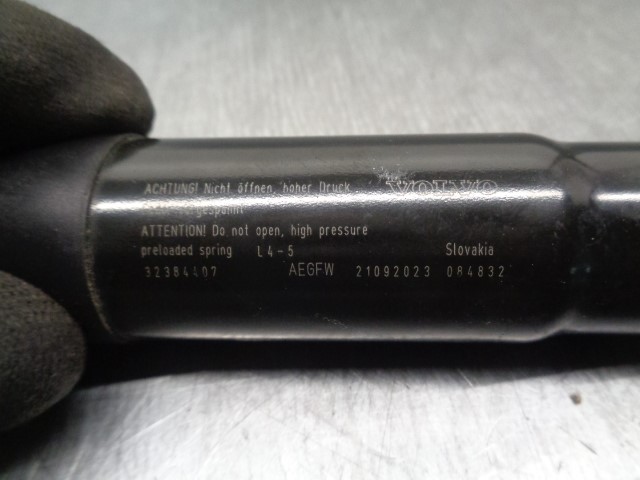 ACHTUNG! Nicht öffnen, hoher Druck VOLVO
vorgespannt
ATTENTION! Do not open, high pressure
preloaded spring L4-5 Slovakia
32384407 AEGFW 21092023 084832